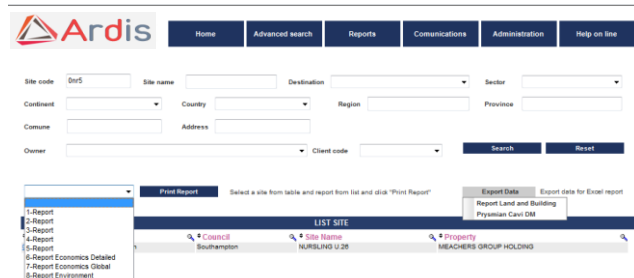 Ardis
Home Advanced search Reports Comunications Administration Help on line
Site code 0nr5 Site name Destination Sector
Continent Country Region Province
Comune Address
Owner Client code Search Reset
Print Report Select a site from table and report from list and click "Print Report" Export Data Export data for Excel report
Report Land and Building
Prysmian Cavi DM
1-Report
2-Report
3-Report
4-Report
5-Report
6-Report Economics Detailed
7-Report Economics Global
8-Report Environment
LIST SITE
Council Site Name Property
Southampton NURSLING U.26 MEACHERS GROUP HOLDING